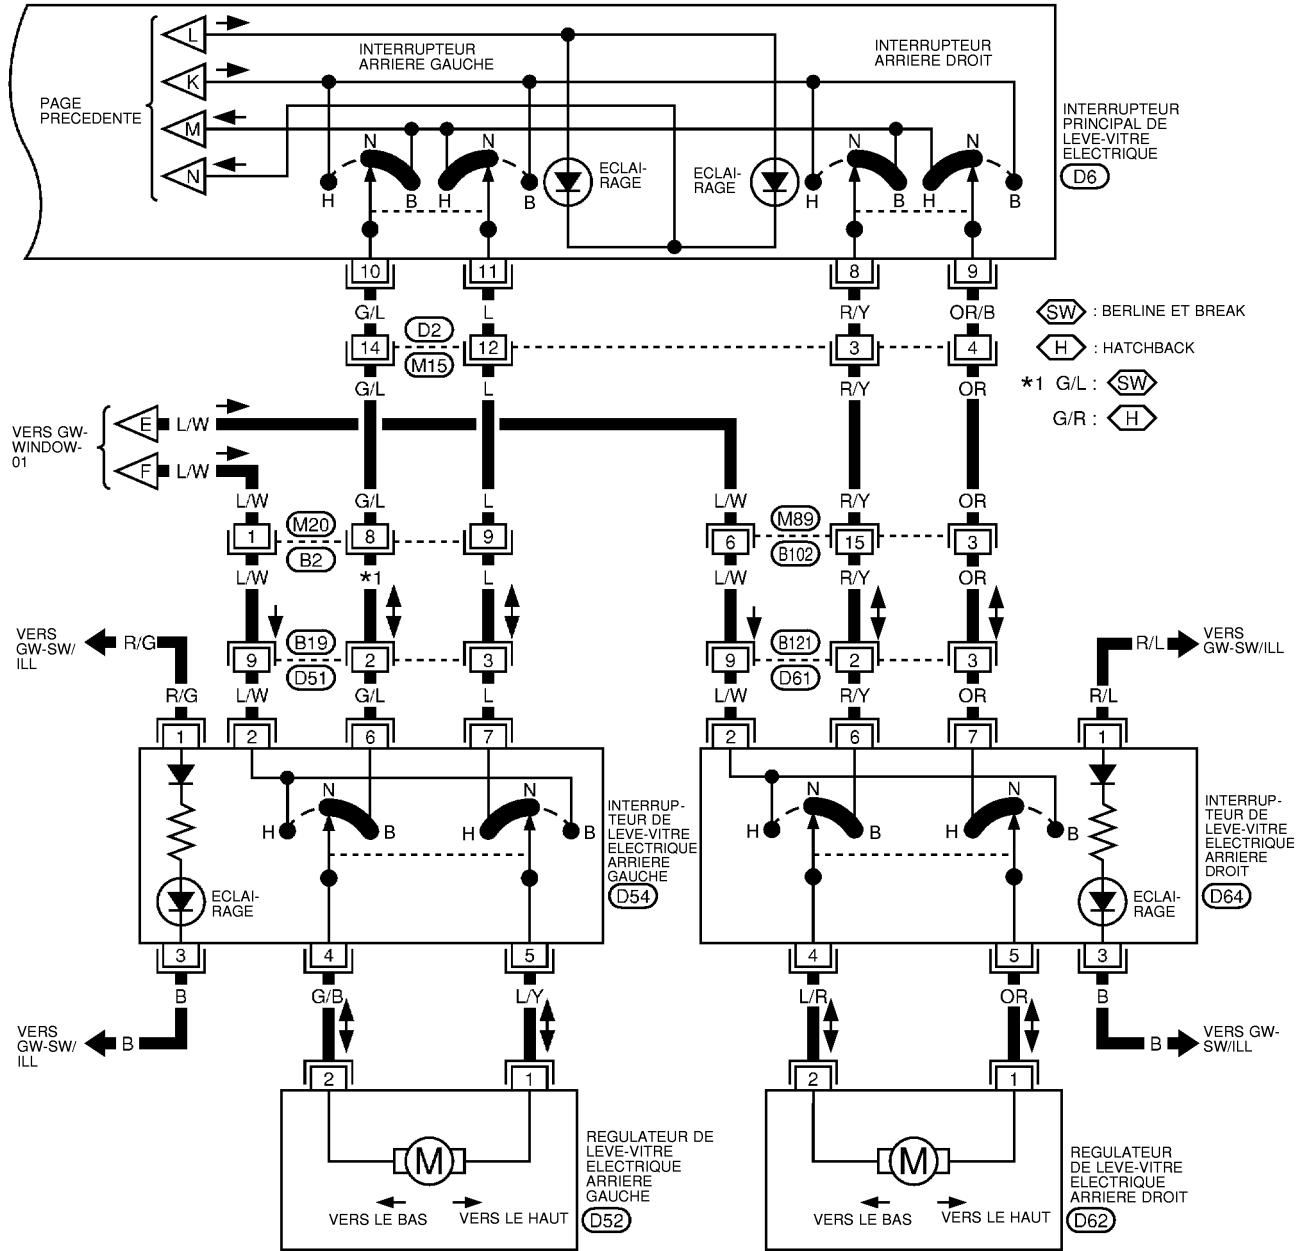 L
INTERRUPTEUR
ARRIERE GAUCHE
INTERRUPTEUR
ARRIERE DROIT
K
PAGE
PRECEDENTE
M
N
INTERRUPTEUR
PRINCIPAL DE
LEVE-VITRE
ELECTRIQUE
D6
N N N N
ECLAI-
RAGE
ECLAI-
RAGE
H B H B H B H B
10 11 8 9
G/L L R/Y OR/B
SW : BERLINE ET BREAK
D2
14 12 3 4
M15
H : HATCHBACK
G/L L R/Y OR
*1 G/L : SW
G/R : H
VERS GW-
WINDOW-
01
E L/W
F L/W
L/W G/L L L/W R/Y OR
M20 M89
1 8 9 6 15 3
B2 B102
L/W *1 L L/W R/Y OR
VERS
GW-SW/
ILL
R/G
B19 B121
9 2 3 9 2 3
D51 D61
R/L
VERS
GW-SW/ILL
R/G L/W G/L L L/W R/Y OR R/L
1 2 6 7 2 6 7 1
N N N N
H B H B H B H B
INTERRUP-
TEUR DE
LEVE-VITRE
ELECTRIQUE
ARRIERE
GAUCHE
D54
INTERRUP-
TEUR DE
LEVE-VITRE
ELECTRIQUE
ARRIERE
DROIT
D64
ECLAI-
RAGE
ECLAI-
RAGE
3 4 5 4 5 3
B G/B L/Y L/R OR B
VERS
GW-SW/
ILL
B
B
VERS GW-
SW/ILL
2 1 2 1
M M
REGULATEUR DE
LEVE-VITRE
ELECTRIQUE
ARRIERE
GAUCHE
D52
VERS LE BAS VERS LE HAUT
REGULATEUR
DE LEVE-VITRE
ELECTRIQUE
ARRIERE DROIT
D62
VERS LE BAS VERS LE HAUT